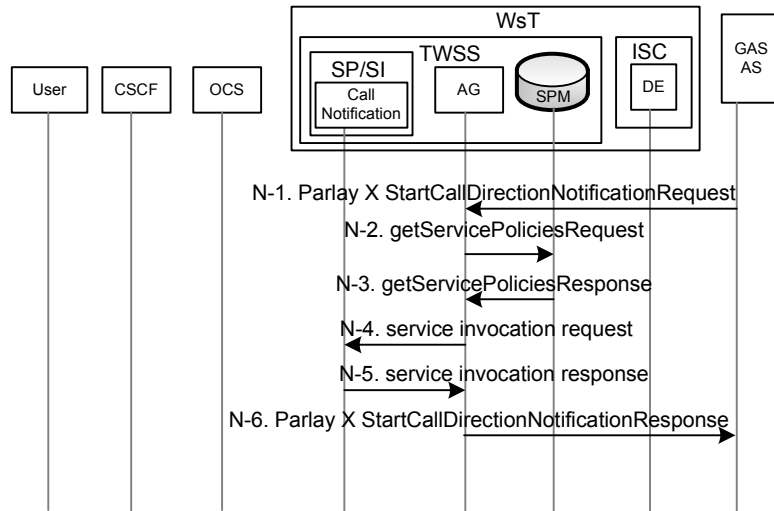 WsT
TWSS
ISC
GAS
AS
SP/SI
User
CSCF
OCS
Call
Notification
AG
SPM
DE
N-1. Parlay X StartCallDirectionNotificationRequest
N-2. getServicePoliciesRequest
N-3. getServicePoliciesResponse
N-4. service invocation request
N-5. service invocation response
N-6. Parlay X StartCallDirectionNotificationResponse